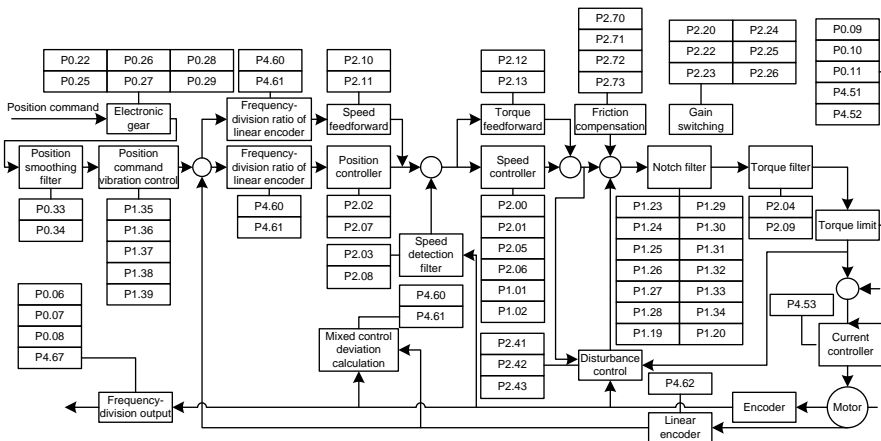 P0.22 P0.26 P0.28
P0.25 P0.27 P0.29
P4.60
P4.61
P2.10
P2.11
P2.12
P2.13
P2.70
P2.71
P2.72
P2.73
P2.20 P2.24
P2.22 P2.25
P2.23 P2.26
P0.09
P0.10
P0.11
P4.51
P4.52
Position command
Electronic
gear
Frequency-
division ratio of
linear encoder
Speed
feedforward
Torque
feedforward
Friction
compensation
Gain
switching
Position
smoothing
filter
Position
command
vibration control
Frequency-
division ratio of
linear encoder
Position
controller
Speed
controller
Notch filter
Torque filter
P0.33
P0.34
P1.35
P1.36
P1.37
P1.38
P1.39
P4.60
P4.61
P2.02
P2.07
P2.03
P2.08
Speed
detection
filter
P2.00
P2.01
P2.05
P2.06
P1.01
P1.02
P1.23 P1.29
P1.24 P1.30
P1.25 P1.31
P1.26 P1.32
P1.27 P1.33
P1.28 P1.34
P1.19 P1.20
P2.04
P2.09
Torque limit
P0.06
P0.07
P0.08
P4.67
P4.60
P4.61
Mixed control
deviation
calculation
P2.41
P2.42
P2.43
Disturbance
control
P4.53
Current
controller
P4.62
Frequency-
division output
Linear
encoder
Encoder
Motor